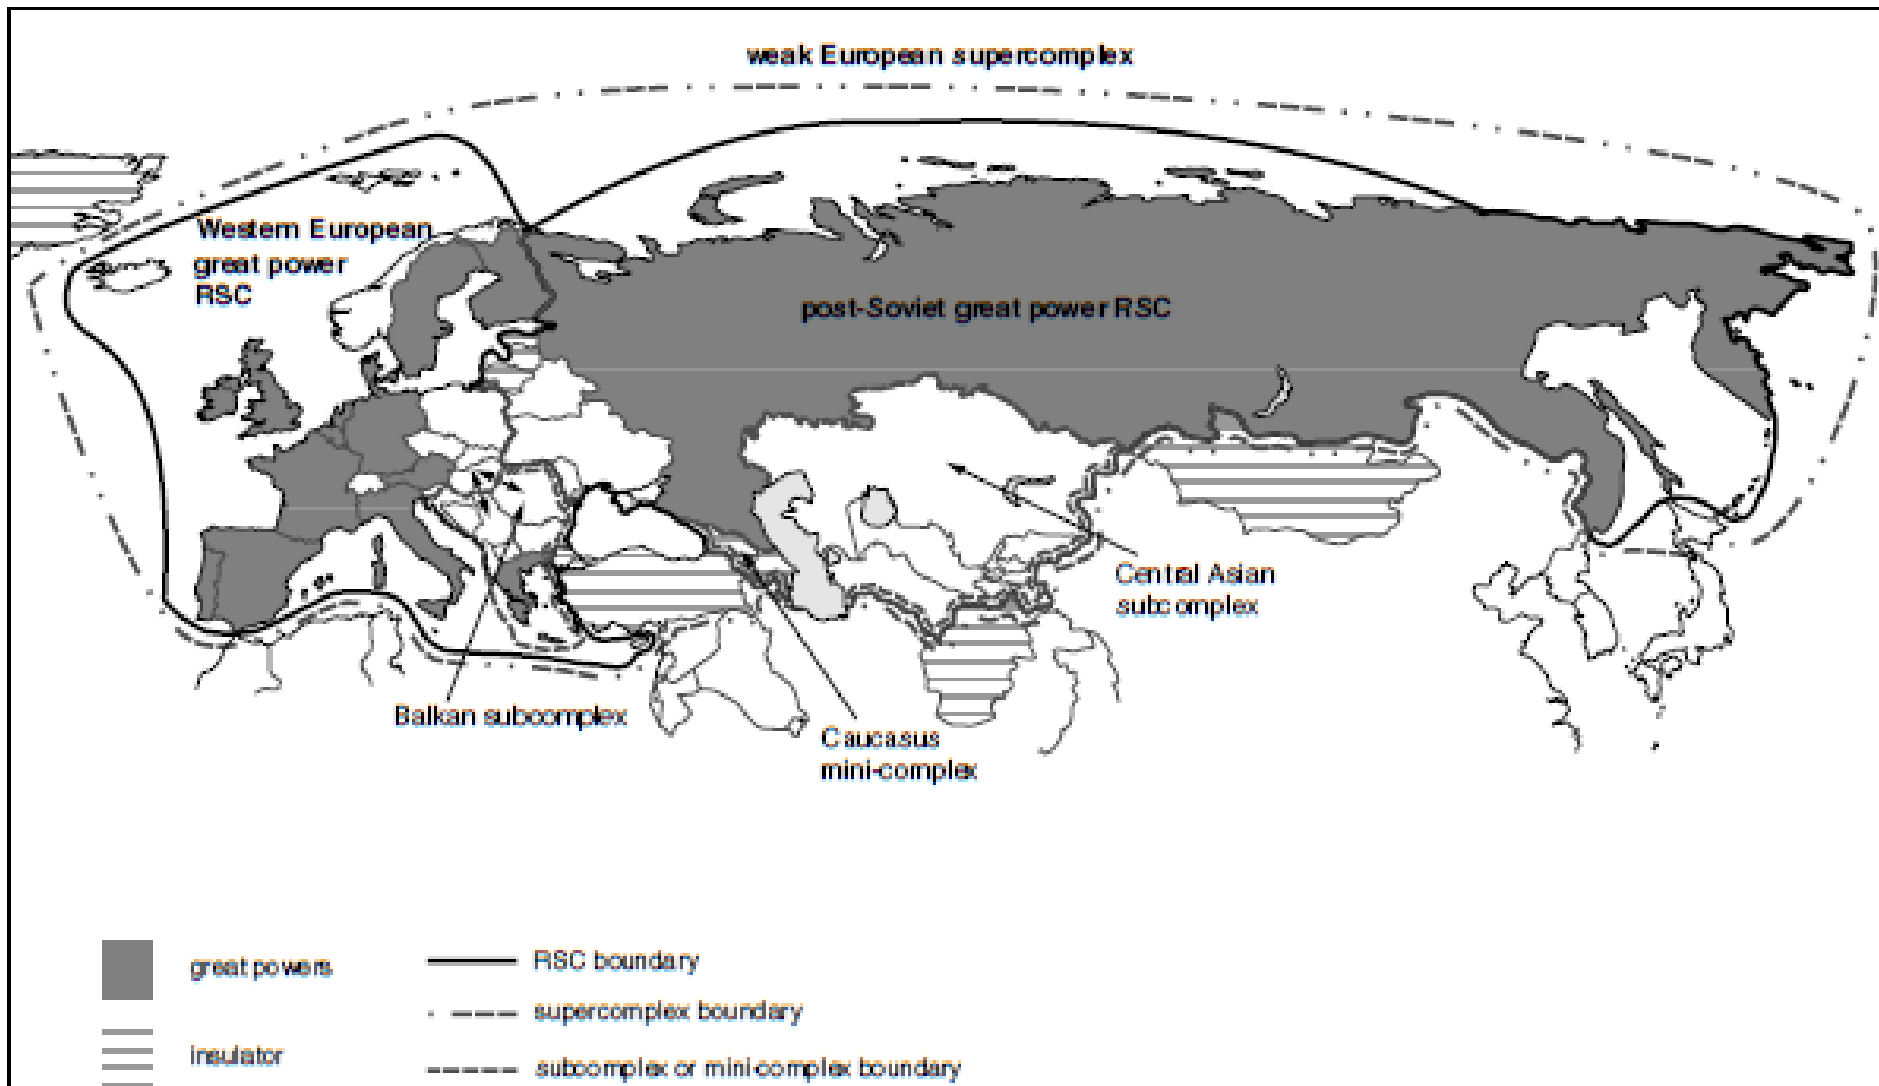 weak European supercomplex
Western European
great power
RSC
post-Soviet great power RSC
Central Asian
subcomplex
Balkan subcomplex
Caucasus
mini-complex
great powers
RSC boundary
supercomplex boundary
insulator
subcomplex or mini-complex boundary